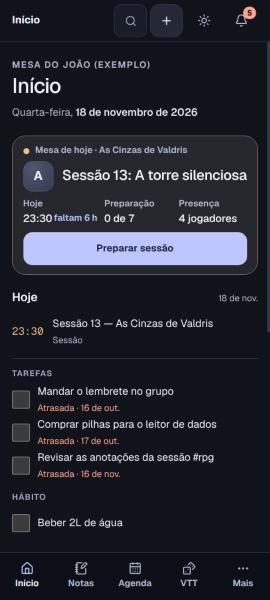 Início
5
MESA DO JOÃO (EXEMPLO)
Início
Quarta-feira, 18 de novembro de 2026
Mesa de hoje · As Cinzas de Valdris
A
Sessão 13: A torre silenciosa
Hoje Preparação Presença
23:30 faltam 6 h 0 de 7 4 jogadores
Preparar sessão
Hoje 18 de nov.
23:30 Sessão 13 — As Cinzas de Valdris
Sessão
TAREFAS
Mandar o lembrete no grupo
Atrasada · 16 de out.
Comprar pilhas para o leitor de dados
Atrasada · 17 de out.
Revisar as anotações da sessão #rpg
Atrasada · 16 de nov.
HÁBITO
Beber 2L de água
Início Notas Agenda VTT Mais